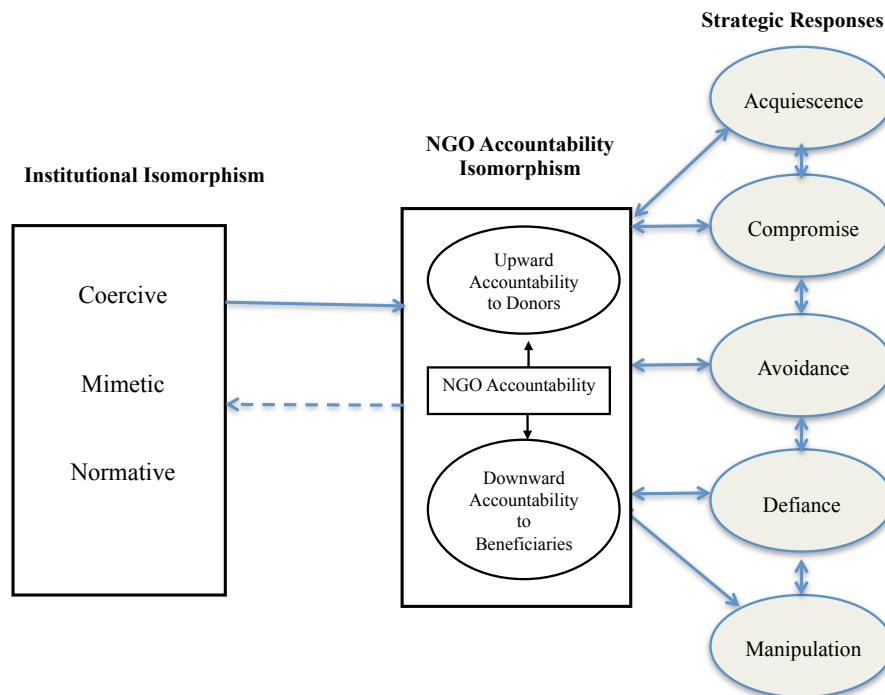 Strategic Responses
Acquiescence
NGO Accountability
Isomorphism
Institutional Isomorphism
Compromise
Upward
Accountability
to Donors
Coercive
Avoidance
NGO Accountability
Mimetic
Normative
Downward
Accountability
to
Beneficiaries
Defiance
Manipulation